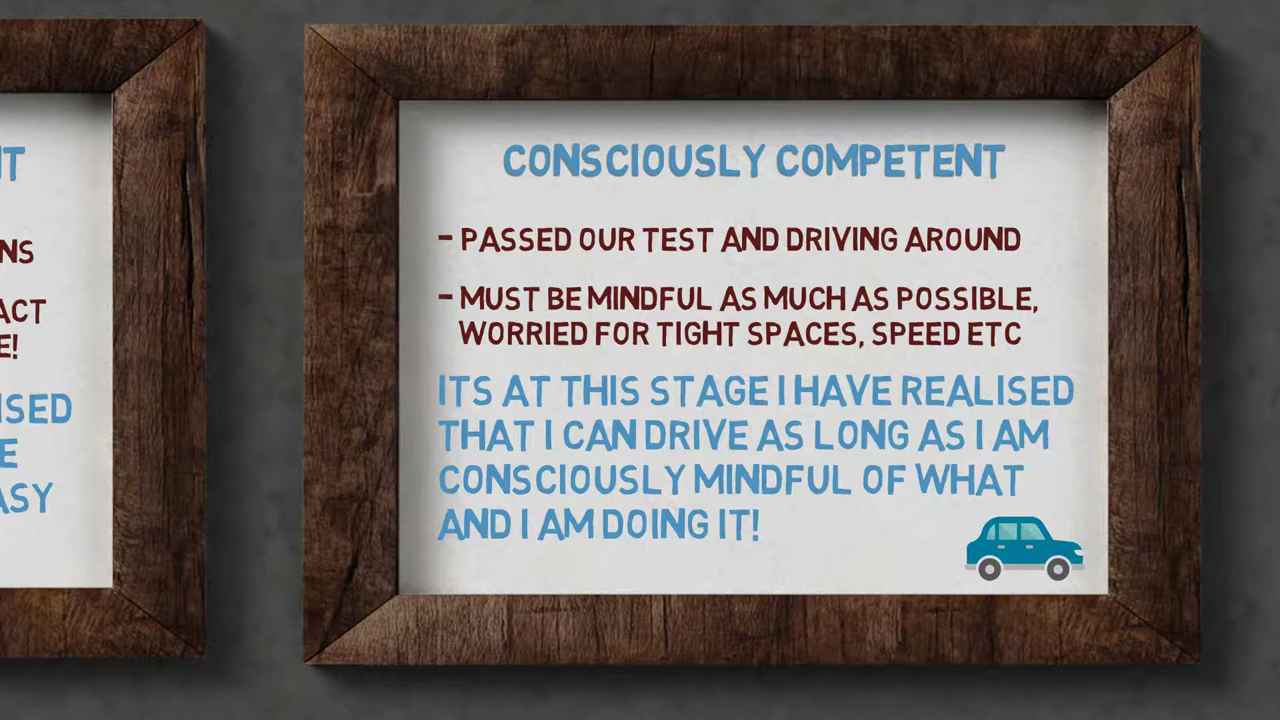 CONSCIOUSLY COMPETENT
- PASSED OUR TEST AND DRIVING AROUND
- MUST BE MINDFUL AS MUCH AS POSSIBLE,
WORRIED FOR TIGHT SPACES, SPEED ETC
ITS AT THIS STAGE I HAVE REALISED
THAT I CAN DRIVE AS LONG AS I AM
CONSCIOUSLY MINDFUL OF WHAT
AND I AM DOING IT!